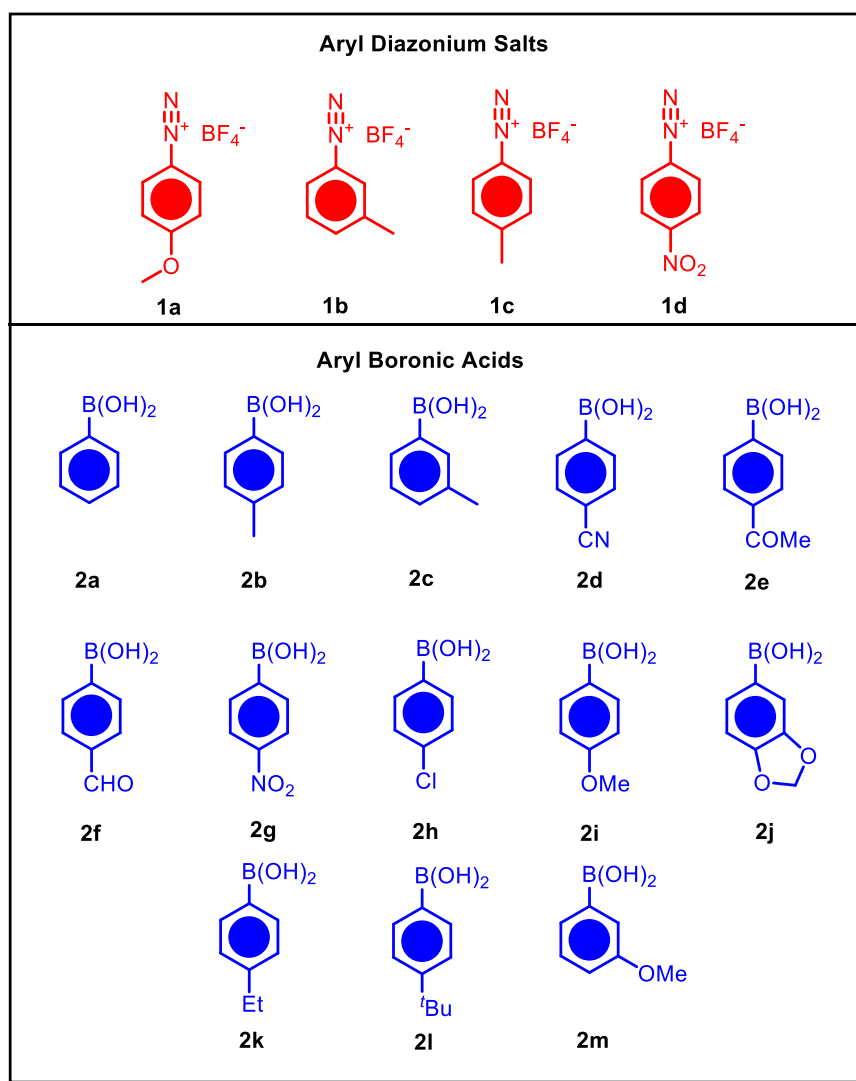 Aryl Diazonium Salts
N N N N
N⁺ BF₄⁻ N⁺ BF₄⁻ N⁺ BF₄⁻ N⁺ BF₄⁻
O NO₂
1a 1b 1c 1d
Aryl Boronic Acids
B(OH)₂ B(OH)₂ B(OH)₂ B(OH)₂ B(OH)₂
CN COMe
2a 2b 2c 2d 2e
B(OH)₂ B(OH)₂ B(OH)₂ B(OH)₂ B(OH)₂
CHO NO₂ Cl OMe O O
2f 2g 2h 2i 2j
B(OH)₂ B(OH)₂ B(OH)₂
Et ᵗBu OMe
2k 2l 2m